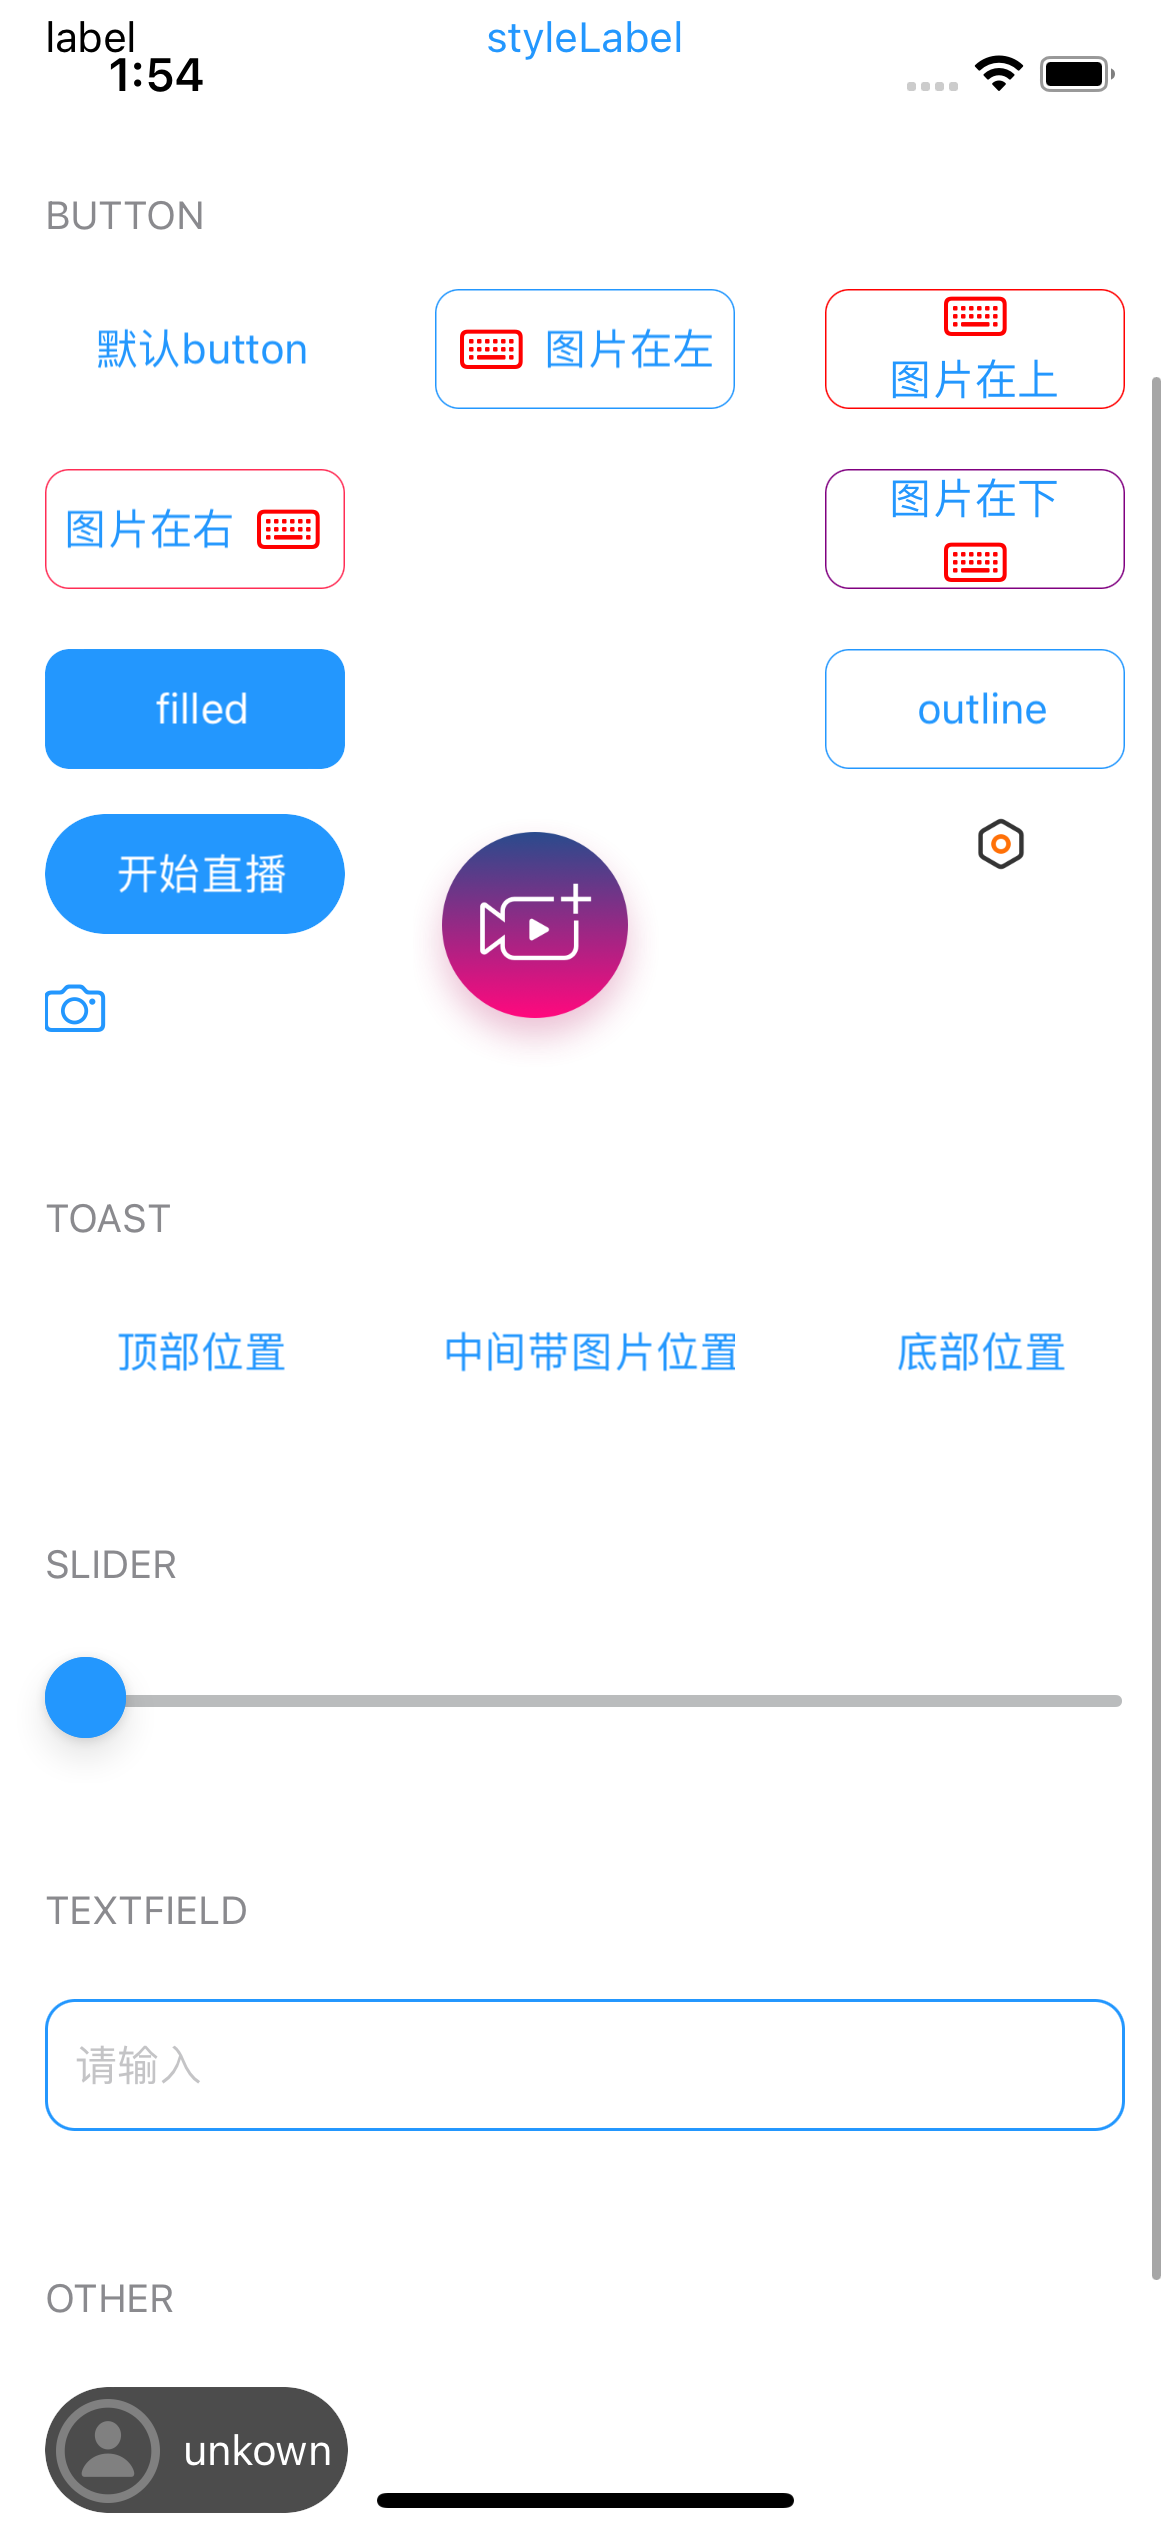 label
styleLabel
1:54
BUTTON
默认button
图片在左
图片在上
图片在右
图片在下
filled
outline
开始直播
TOAST
顶部位置
中间带图片位置
底部位置
SLIDER
TEXTFIELD
请输入
OTHER
unkown